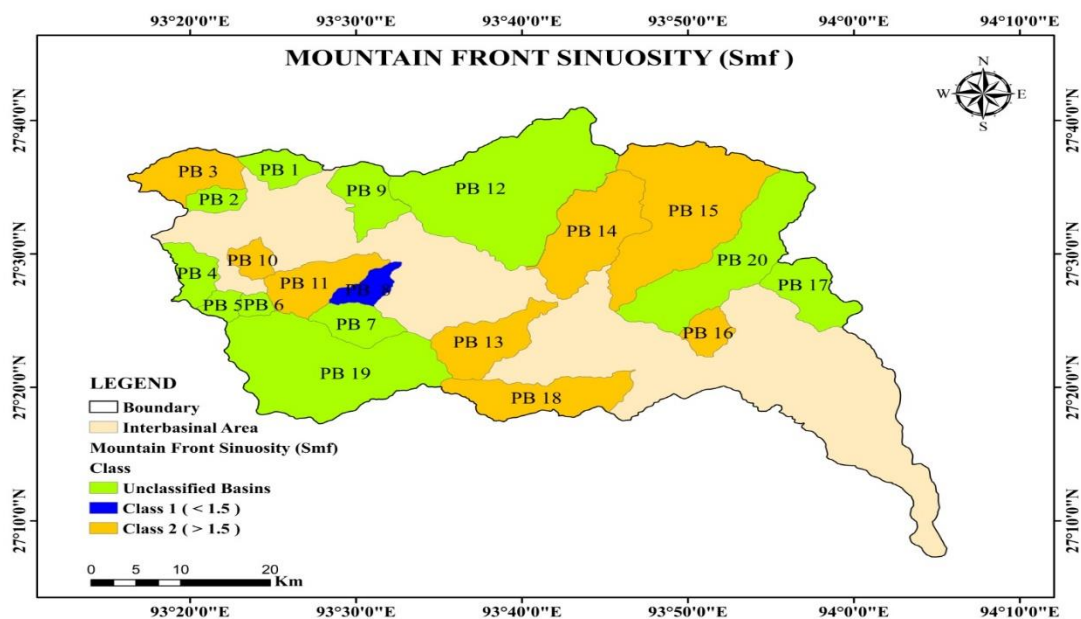 93°20'0"E 93°30'0"E 93°40'0"E 93°50'0"E 94°0'0"E 94°10'0"E
MOUNTAIN FRONT SINUOSITY (Smf )
N
W E
S
27°40'0"N 27°40'0"N
PB 3 PB 1
PB 2 PB 9 PB 12
PB 15
PB 14
27°30'0"N 27°30'0"N
PB 10 PB 20
PB 4 PB 11 PB 8 PB 17
PB 5 PB 6
PB 7 PB 13 PB 16
PB 19
PB 18
27°20'0"N 27°20'0"N
LEGEND
Boundary
Interbasinal Area
Mountain Front Sinuosity (Smf)
Class
Unclassified Basins
Class 1 ( < 1.5 )
Class 2 ( > 1.5 )
27°10'0"N 27°10'0"N
0 5 10 20
Km
93°20'0"E 93°30'0"E 93°40'0"E 93°50'0"E 94°0'0"E 94°10'0"E